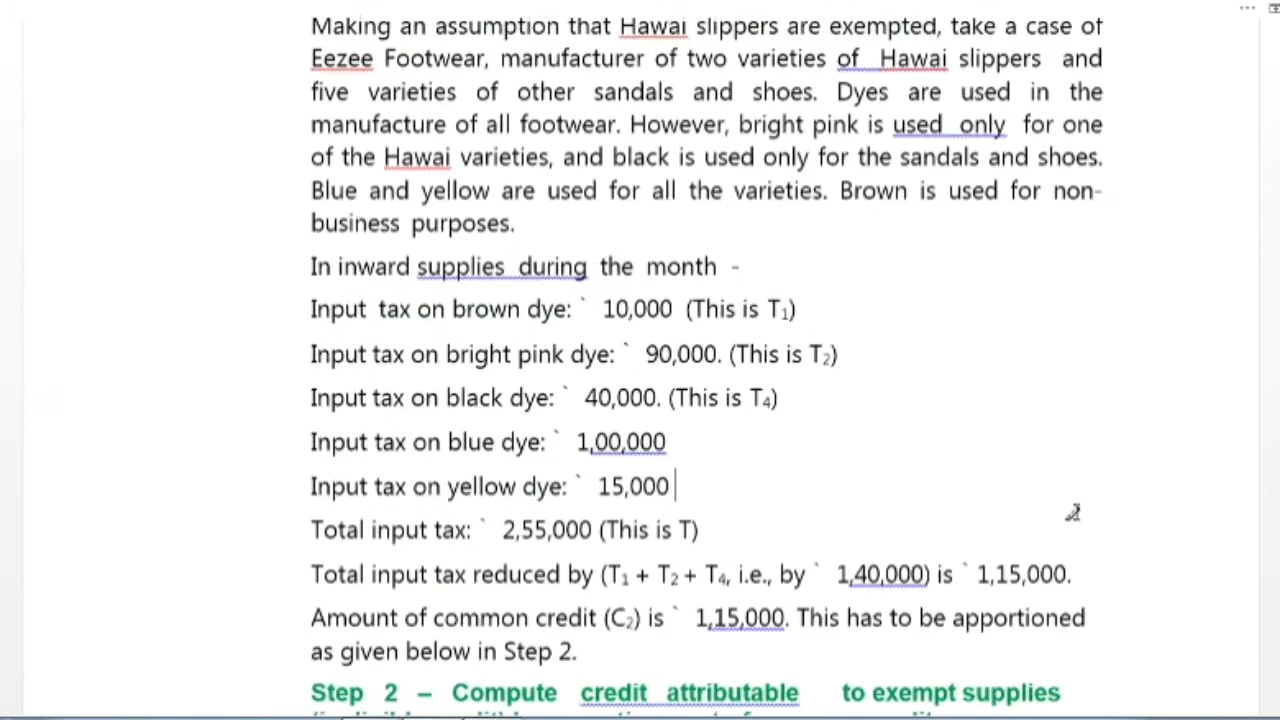 Making an assumption that Hawai slippers are exempted, take a case of
Eezee Footwear, manufacturer of two varieties of Hawai slippers and
five varieties of other sandals and shoes. Dyes are used in the
manufacture of all footwear. However, bright pink is used only for one
of the Hawai varieties, and black is used only for the sandals and shoes.
Blue and yellow are used for all the varieties. Brown is used for non-
business purposes.
In inward supplies during the month -
Input tax on brown dye: ` 10,000 (This is T₁)
Input tax on bright pink dye: ` 90,000. (This is T₂)
Input tax on black dye: ` 40,000. (This is T₄)
Input tax on blue dye: ` 1,00,000
Input tax on yellow dye: ` 15,000
Total input tax: ` 2,55,000 (This is T)
Total input tax reduced by (T₁ + T₂ + T₄, i.e., by ` 1,40,000) is ` 1,15,000.
Amount of common credit (C₂) is ` 1,15,000. This has to be apportioned
as given below in Step 2.
Step 2 – Compute credit attributable to exempt supplies